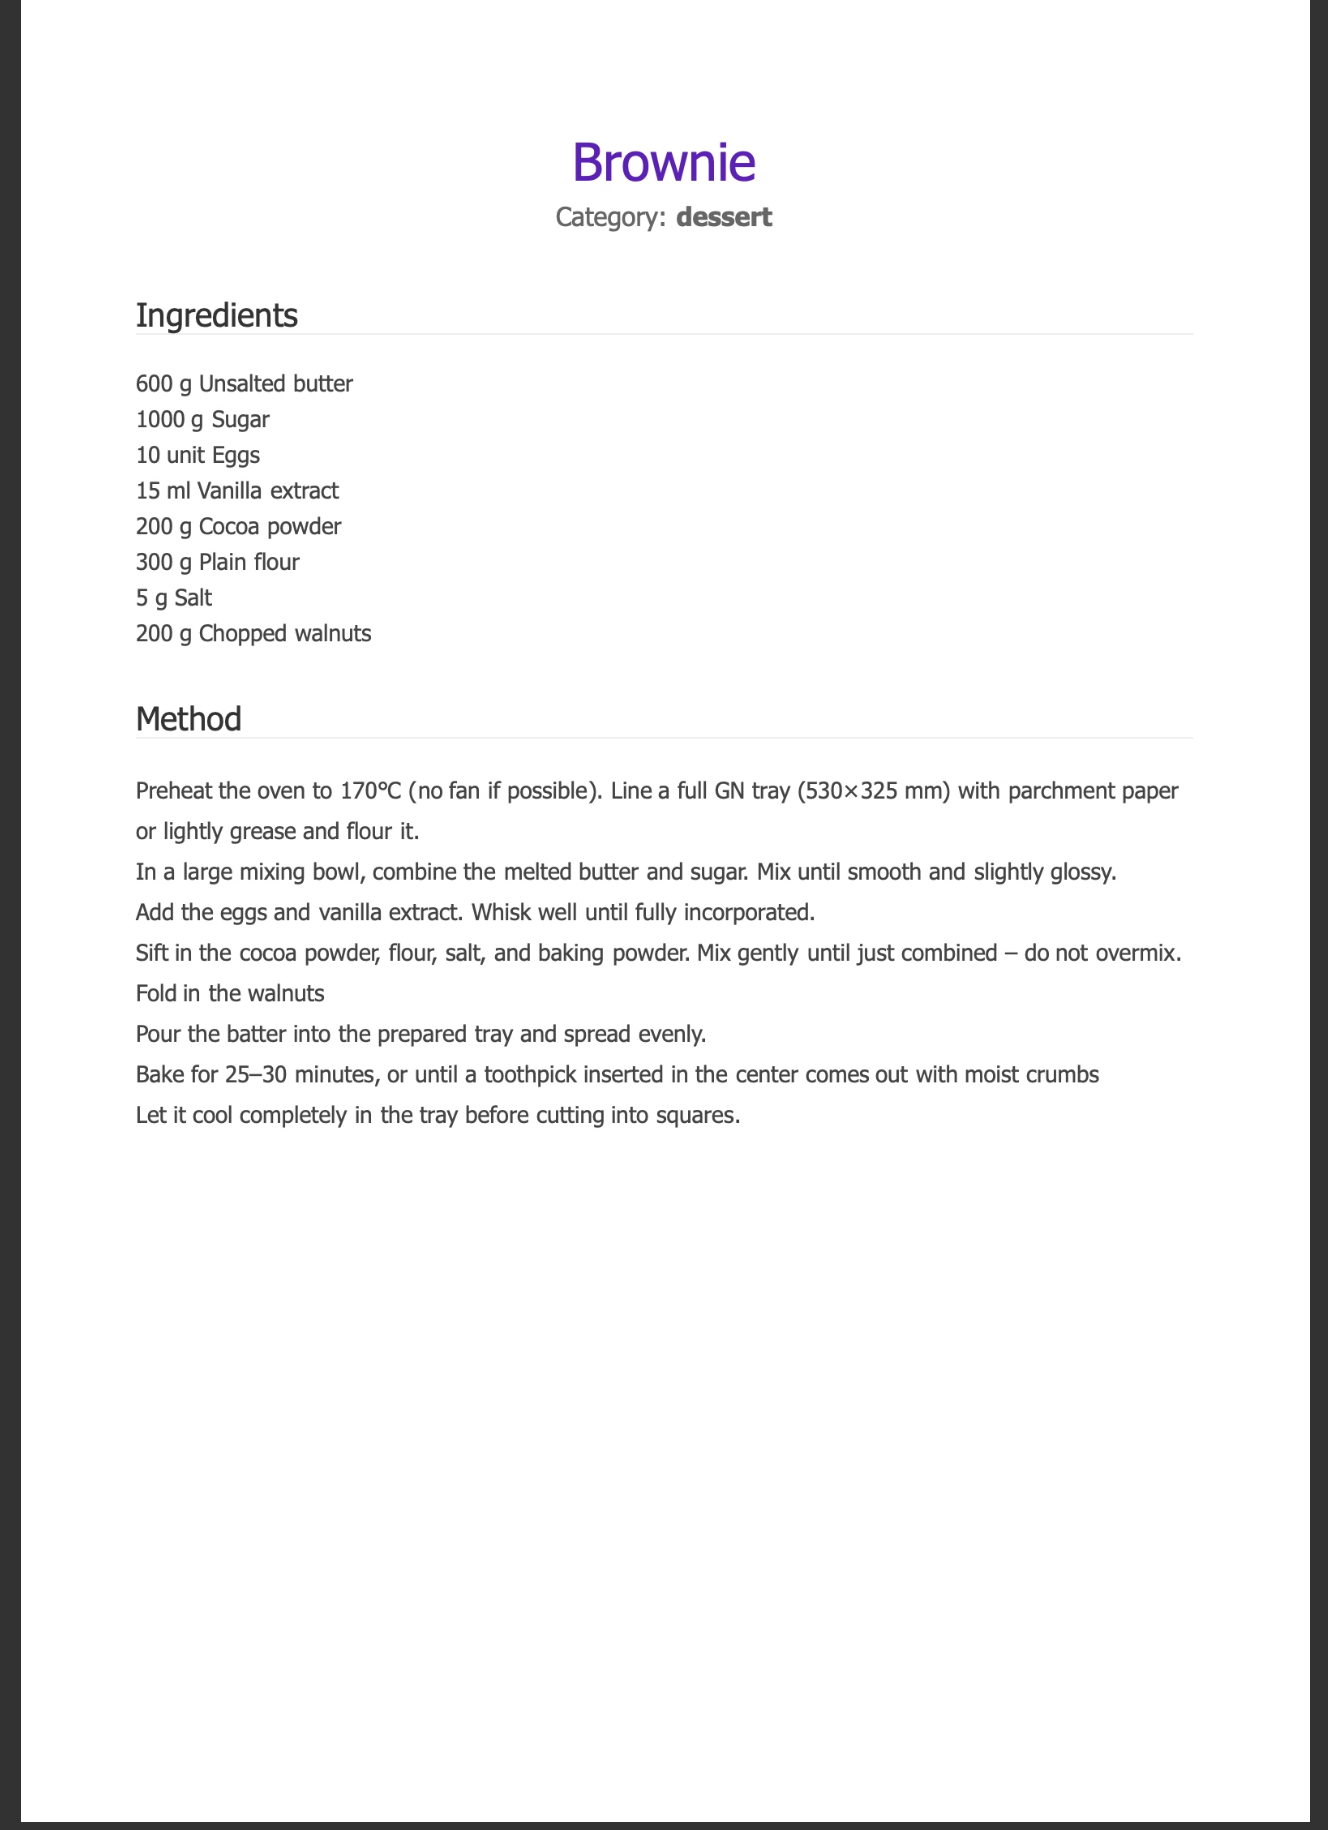 Brownie
Category: dessert
Ingredients
600 g Unsalted butter
1000 g Sugar
10 unit Eggs
15 ml Vanilla extract
200 g Cocoa powder
300 g Plain flour
5 g Salt
200 g Chopped walnuts
Method
Preheat the oven to 170°C (no fan if possible). Line a full GN tray (530×325 mm) with parchment paper
or lightly grease and flour it.
In a large mixing bowl, combine the melted butter and sugar. Mix until smooth and slightly glossy.
Add the eggs and vanilla extract. Whisk well until fully incorporated.
Sift in the cocoa powder, flour, salt, and baking powder. Mix gently until just combined – do not overmix.
Fold in the walnuts
Pour the batter into the prepared tray and spread evenly.
Bake for 25–30 minutes, or until a toothpick inserted in the center comes out with moist crumbs
Let it cool completely in the tray before cutting into squares.